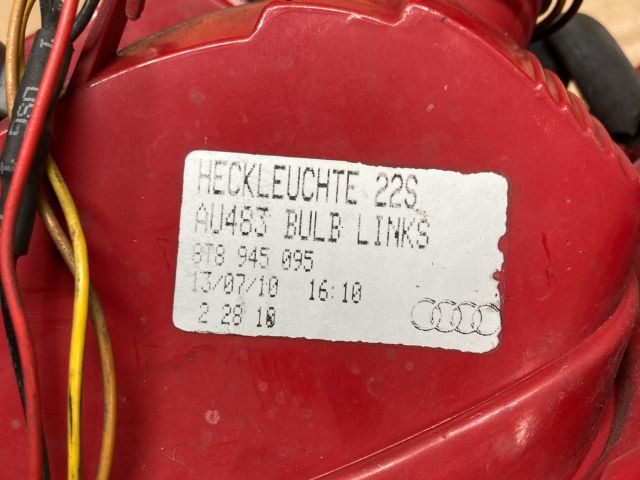 HECKLEUCHTE 22S
AU483 BULB LINKS
8T8 945 095
13/07/10 16:10
2 28 10